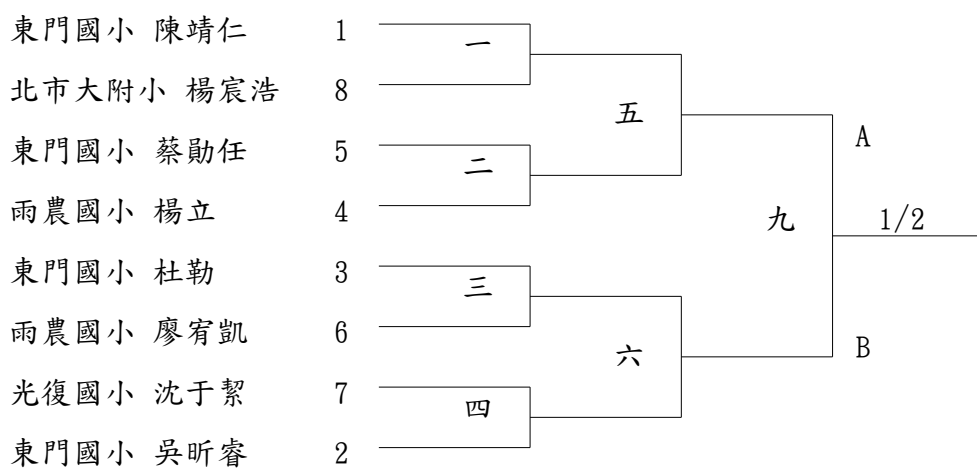 東門國小 陳靖仁 1
一
北市大附小 楊宸浩 8
五
A
東門國小 蔡勛任 5
二
雨農國小 楊立 4
九
1/2
東門國小 杜勒 3
三
雨農國小 廖宥凱 6
六
B
光復國小 沈于絜 7
四
東門國小 吳昕睿 2